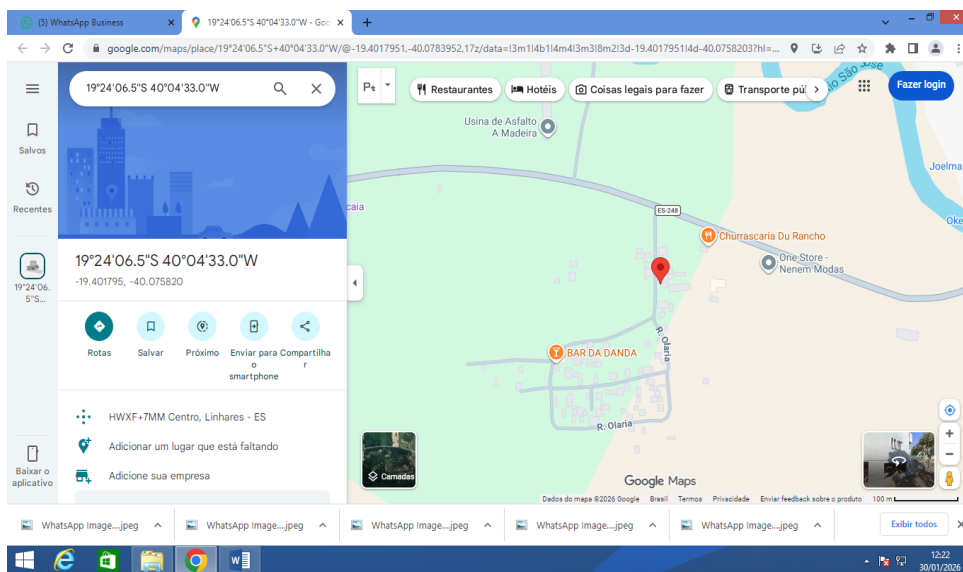 (5) WhatsApp Business
19°24'06.5"S 40°04'33.0"W - Goo
google.com/maps/place/19°24'06.5"S+40°04'33.0"W/@-19.4017951,-40.0783952,17z/data=!3m1!4b1!4m4!3m3!8m2!3d-19.4017951!4d-40.0758203?hl=...
19°24'06.5"S 40°04'33.0"W
Restaurantes
Hotéis
Coisas legais para fazer
Transporte pú
Fazer login
Salvos
Recentes
19°24'06.
5"S...
Baixar o
aplicativo
19°24'06.5"S 40°04'33.0"W
-19.401795, -40.075820
Rotas
Salvar
Próximo
Enviar para
o
smartphone
Compartilha
r
HWXF+7MM Centro, Linhares - ES
Adicionar um lugar que está faltando
Adicione sua empresa
Usina de Asfalto
A Madeira
Rio São José
Joelma
caia
ES-248
Oke
Churrascaria Du Rancho
One Store -
Nenem Modas
R. Olaria
BAR DA DANDA
R. Olaria
Camadas
Google Maps
Dados do mapa ©2026 Google Brasil Termos Privacidade Enviar feedback sobre o produto 100 m
WhatsApp Image....jpeg
WhatsApp Image....jpeg
WhatsApp Image....jpeg
WhatsApp Image....jpeg
WhatsApp Image....jpeg
Exibir todos
12:22
30/01/2026